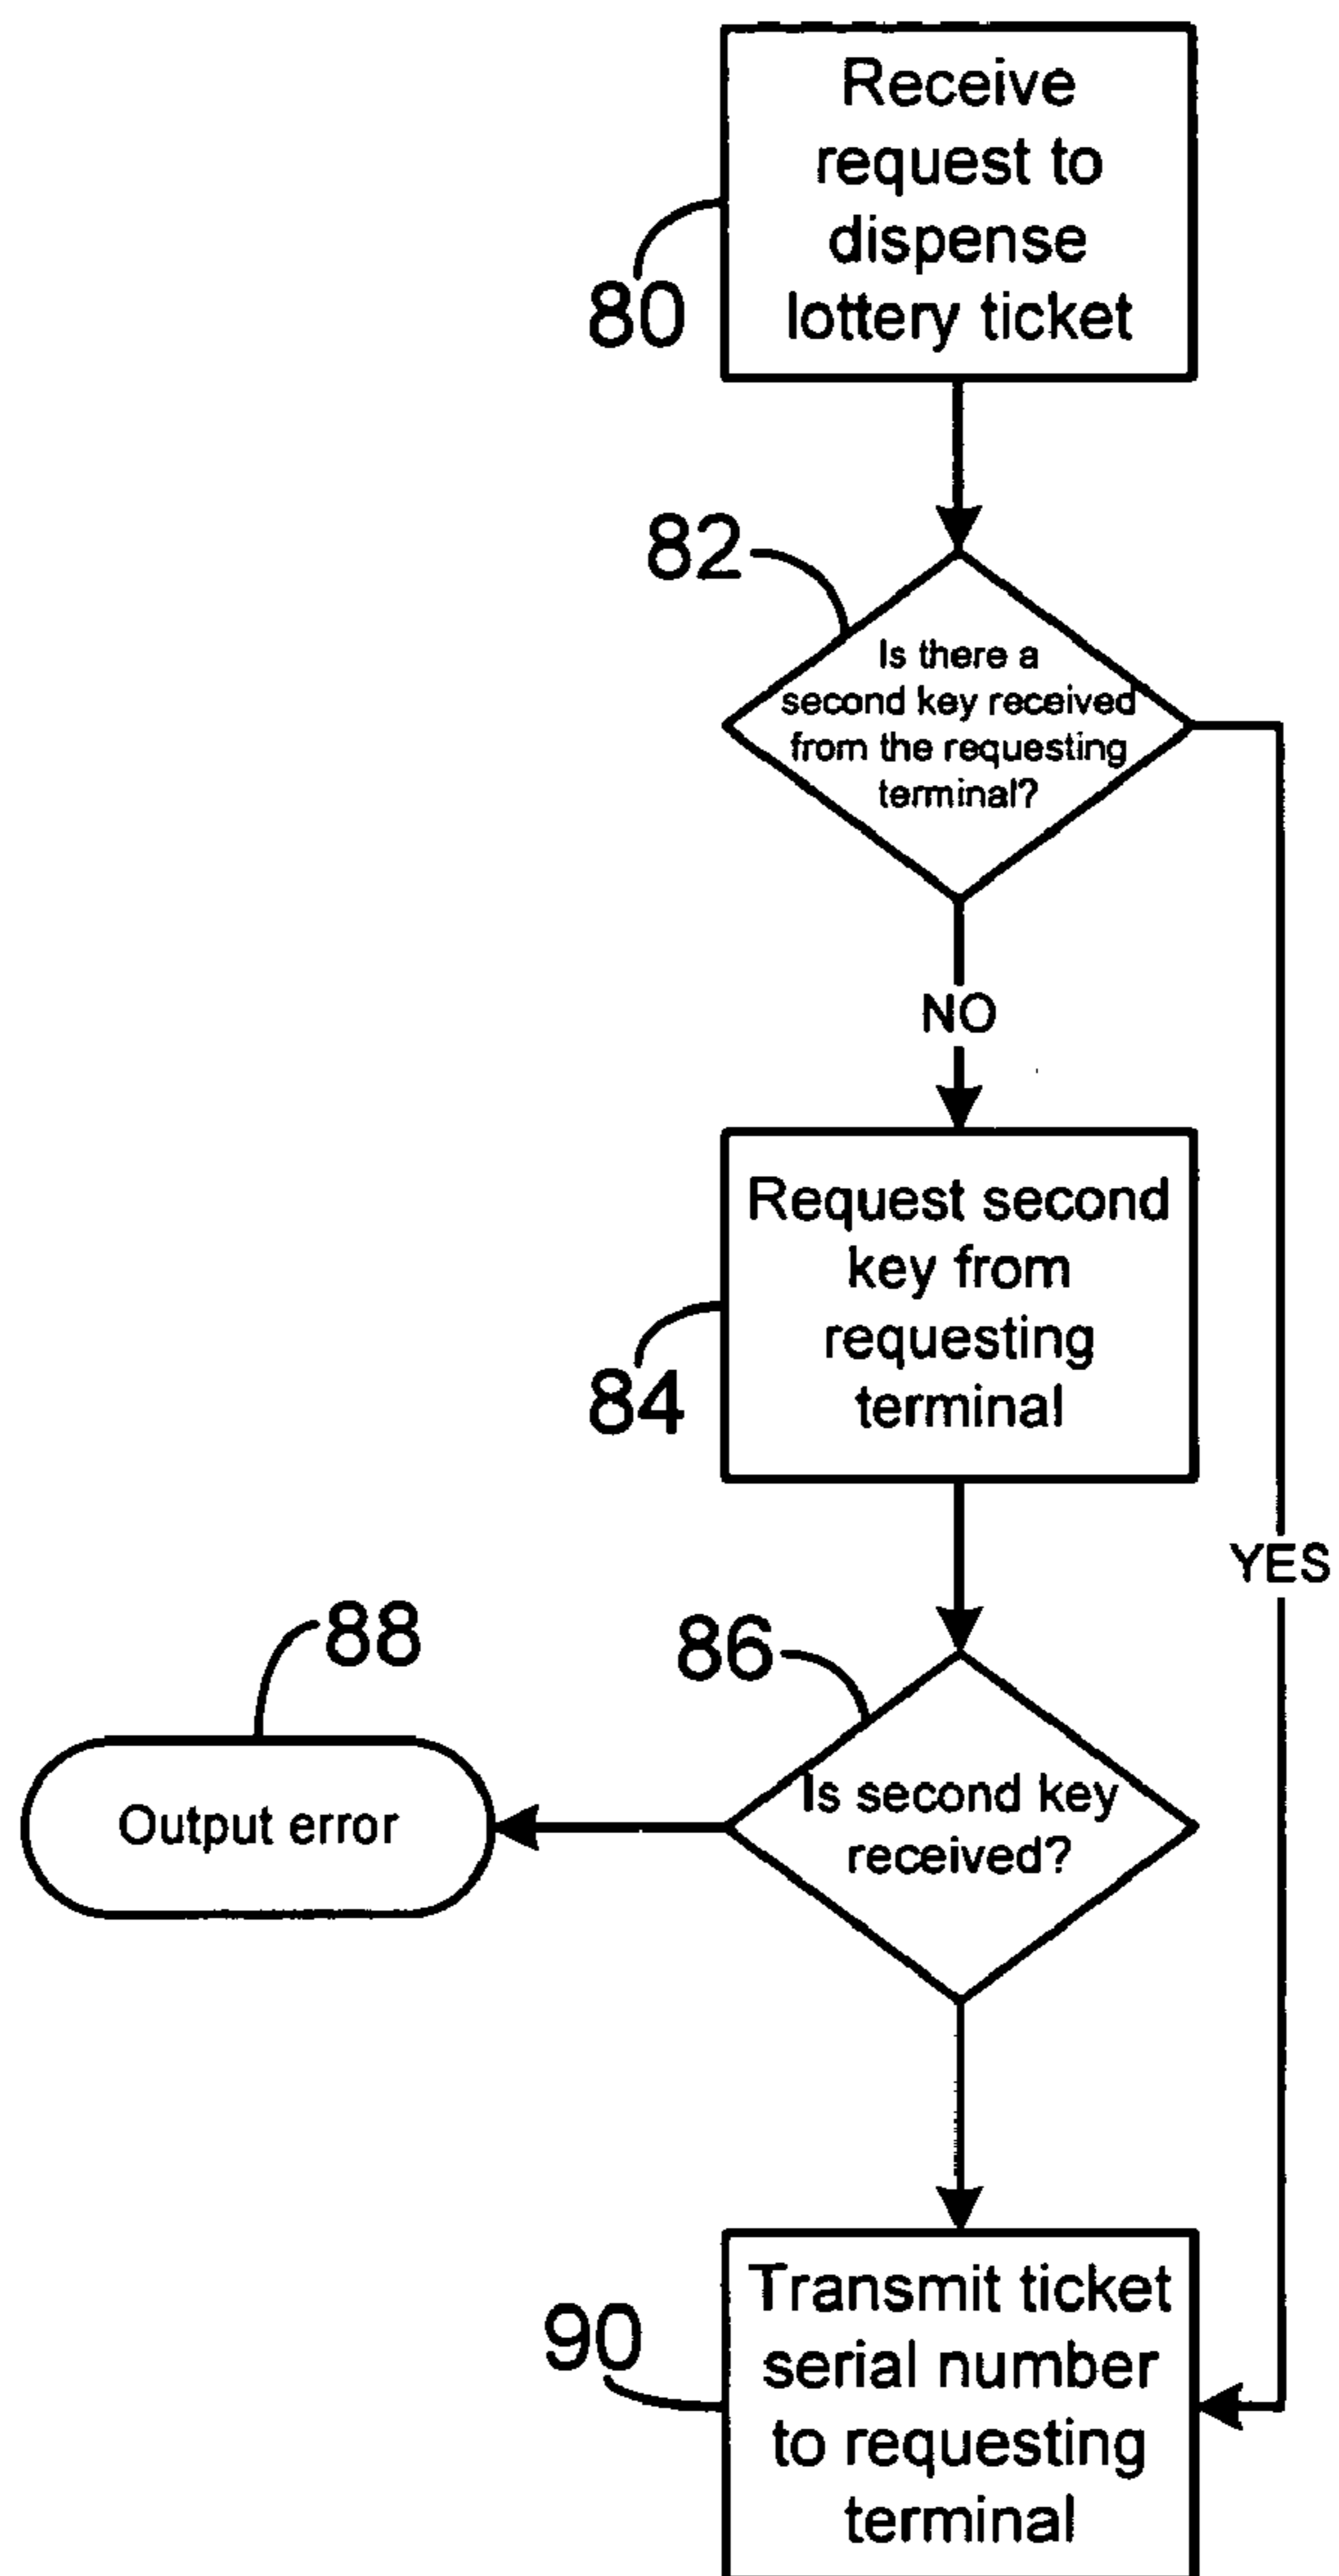 Receive
request to
dispense
lottery ticket
80
82
Is there a
second key received
from the requesting
terminal?
NO
Request second
key from
requesting
terminal
84
YES
88
86
Output error
Is second key
received?
90
Transmit ticket
serial number
to requesting
terminal